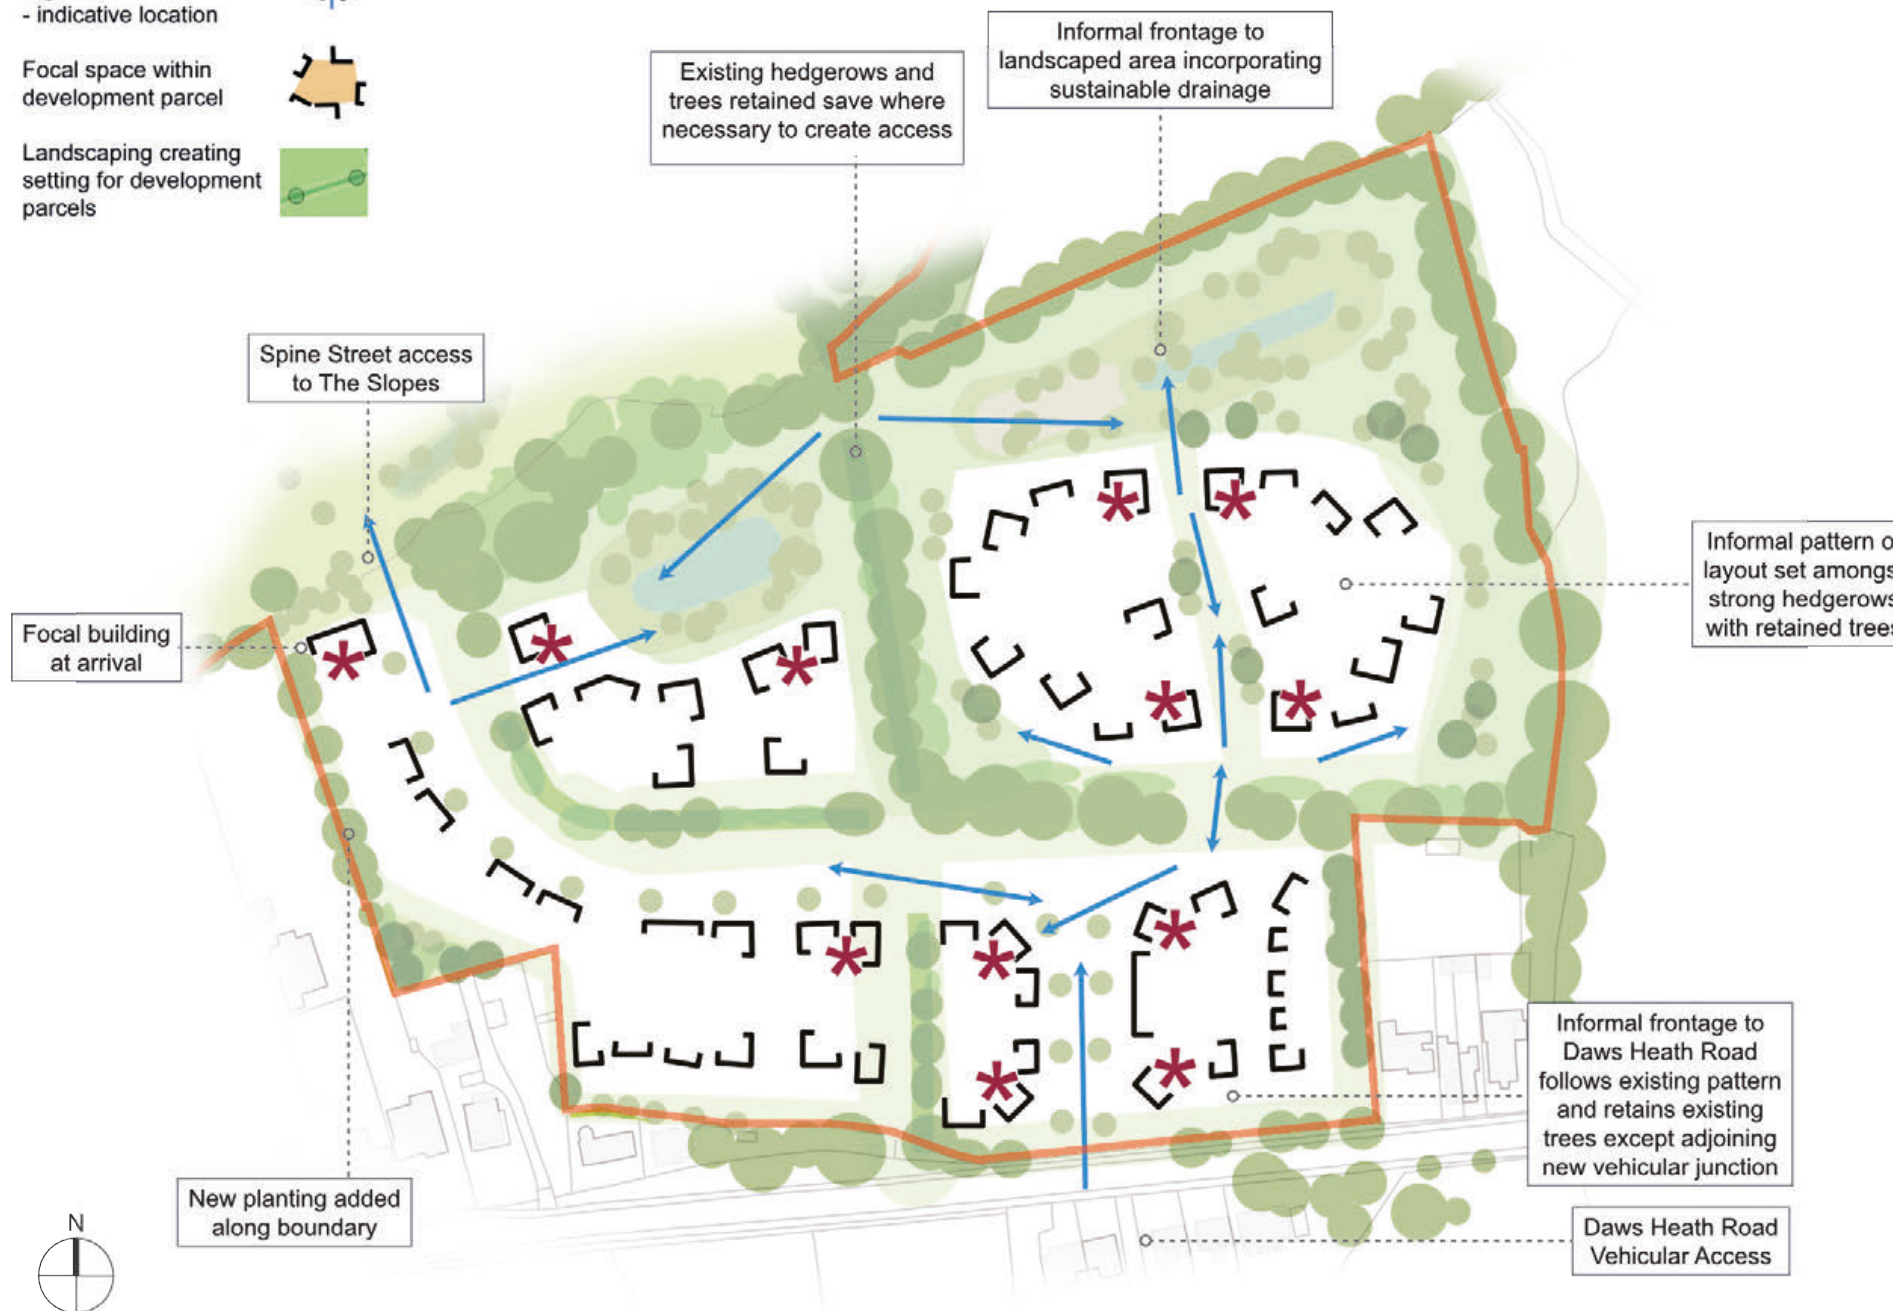 - indicative location
Focal space within
development parcel
Landscaping creating
setting for development
parcels
Existing hedgerows and
trees retained save where
necessary to create access
Informal frontage to
landscaped area incorporating
sustainable drainage
Spine Street access
to The Slopes
Focal building
at arrival
Informal pattern o
layout set amongs
strong hedgerows
with retained trees
Informal frontage to
Daws Heath Road
follows existing pattern
and retains existing
trees except adjoining
new vehicular junction
New planting added
along boundary
Daws Heath Road
Vehicular Access
N